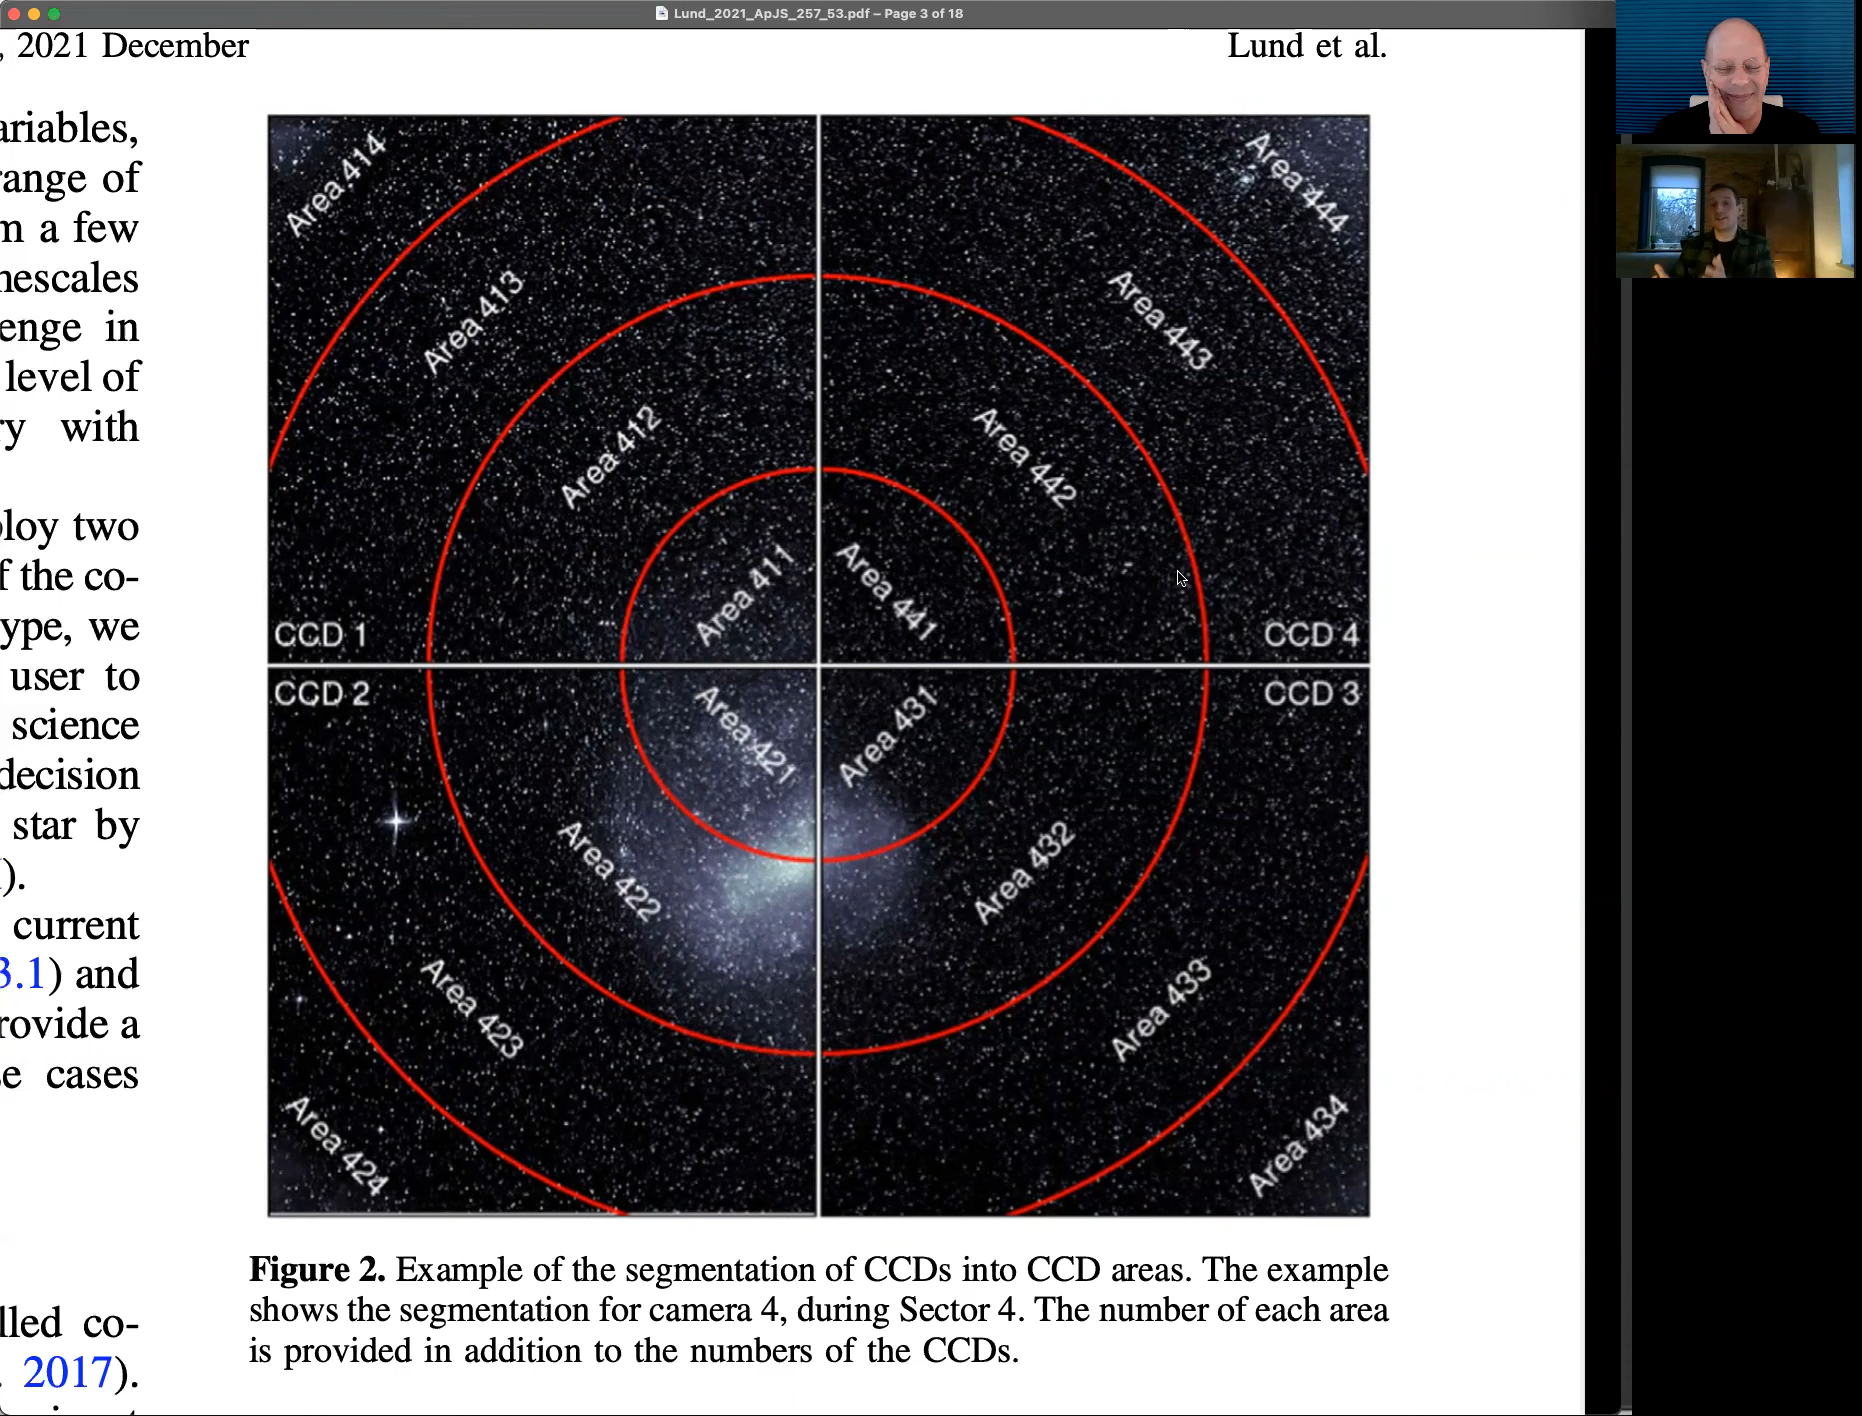 Lund_2021_ApJS_257_53.pdf – Page 3 of 18
, 2021 December
Lund et al.
ariables,
range of
m a few
nescales
enge in
level of
ry with
loy two
f the co-
ype, we
user to
science
decision
star by
).
current
3.1) and
rovide a
e cases
lled co-
. 2017).
Area 414
Area 413
Area 412
Area 411
CCD 1
Area 444
Area 443
Area 442
Area 441
CCD 4
CCD 2
Area 421
Area 422
Area 423
Area 424
CCD 3
Area 431
Area 432
Area 433
Area 434
Figure 2. Example of the segmentation of CCDs into CCD areas. The example
shows the segmentation for camera 4, during Sector 4. The number of each area
is provided in addition to the numbers of the CCDs.